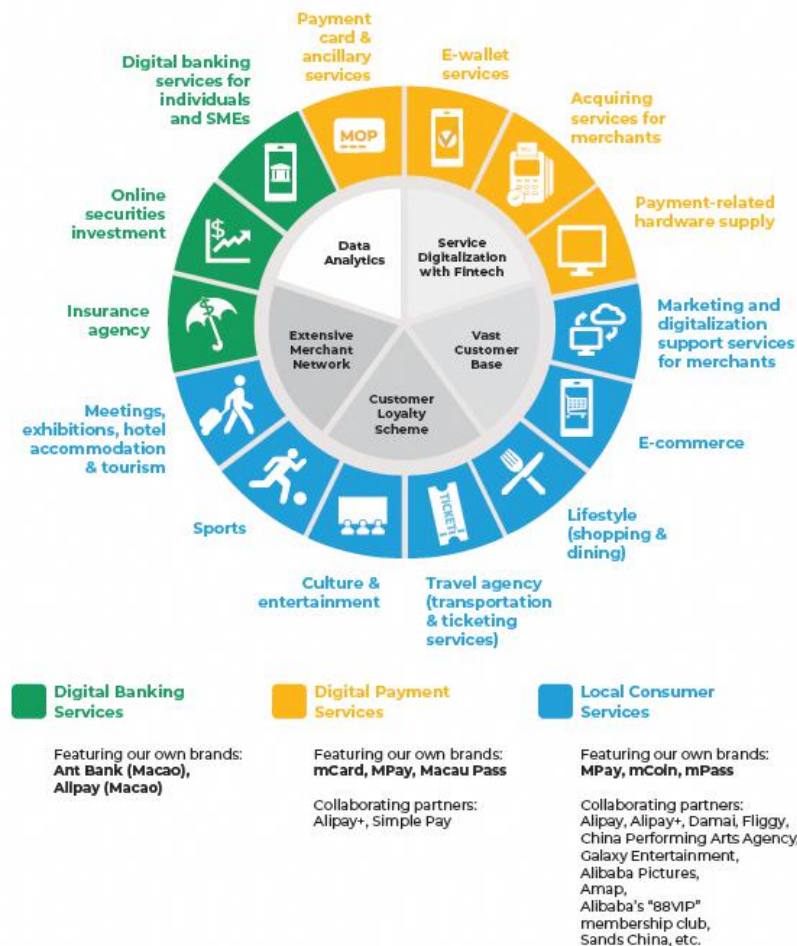 Payment
card &
ancillary
services
E-wallet
services
Digital banking
services for
individuals
and SMEs
Acquiring
services for
merchants
MOP
Online
securities
investment
Payment-related
hardware supply
$
Data
Analytics
Service
Digitalization
with Fintech
Insurance
agency
$
Extensive
Merchant
Network
Vast
Customer
Base
Marketing and
digitalization
support services
for merchants
Customer
Loyalty
Scheme
Meetings,
exhibitions, hotel
accommodation
& tourism
E-commerce
TICKET
Sports
Lifestyle
(shopping &
dining)
Culture &
entertainment
Travel agency
(transportation
& ticketing
services)
Digital Banking
Services
Featuring our own brands:
Ant Bank (Macao),
Alipay (Macao)
Digital Payment
Services
Featuring our own brands:
mCard, MPay, Macau Pass
Collaborating partners:
Alipay+, Simple Pay
Local Consumer
Services
Featuring our own brands:
MPay, mCoin, mPass
Collaborating partners:
Alipay, Alipay+, Damai, Fliggy,
China Performing Arts Agency,
Galaxy Entertainment,
Alibaba Pictures,
Amap,
Alibaba's "88VIP"
membership club,
Sands China, etc.